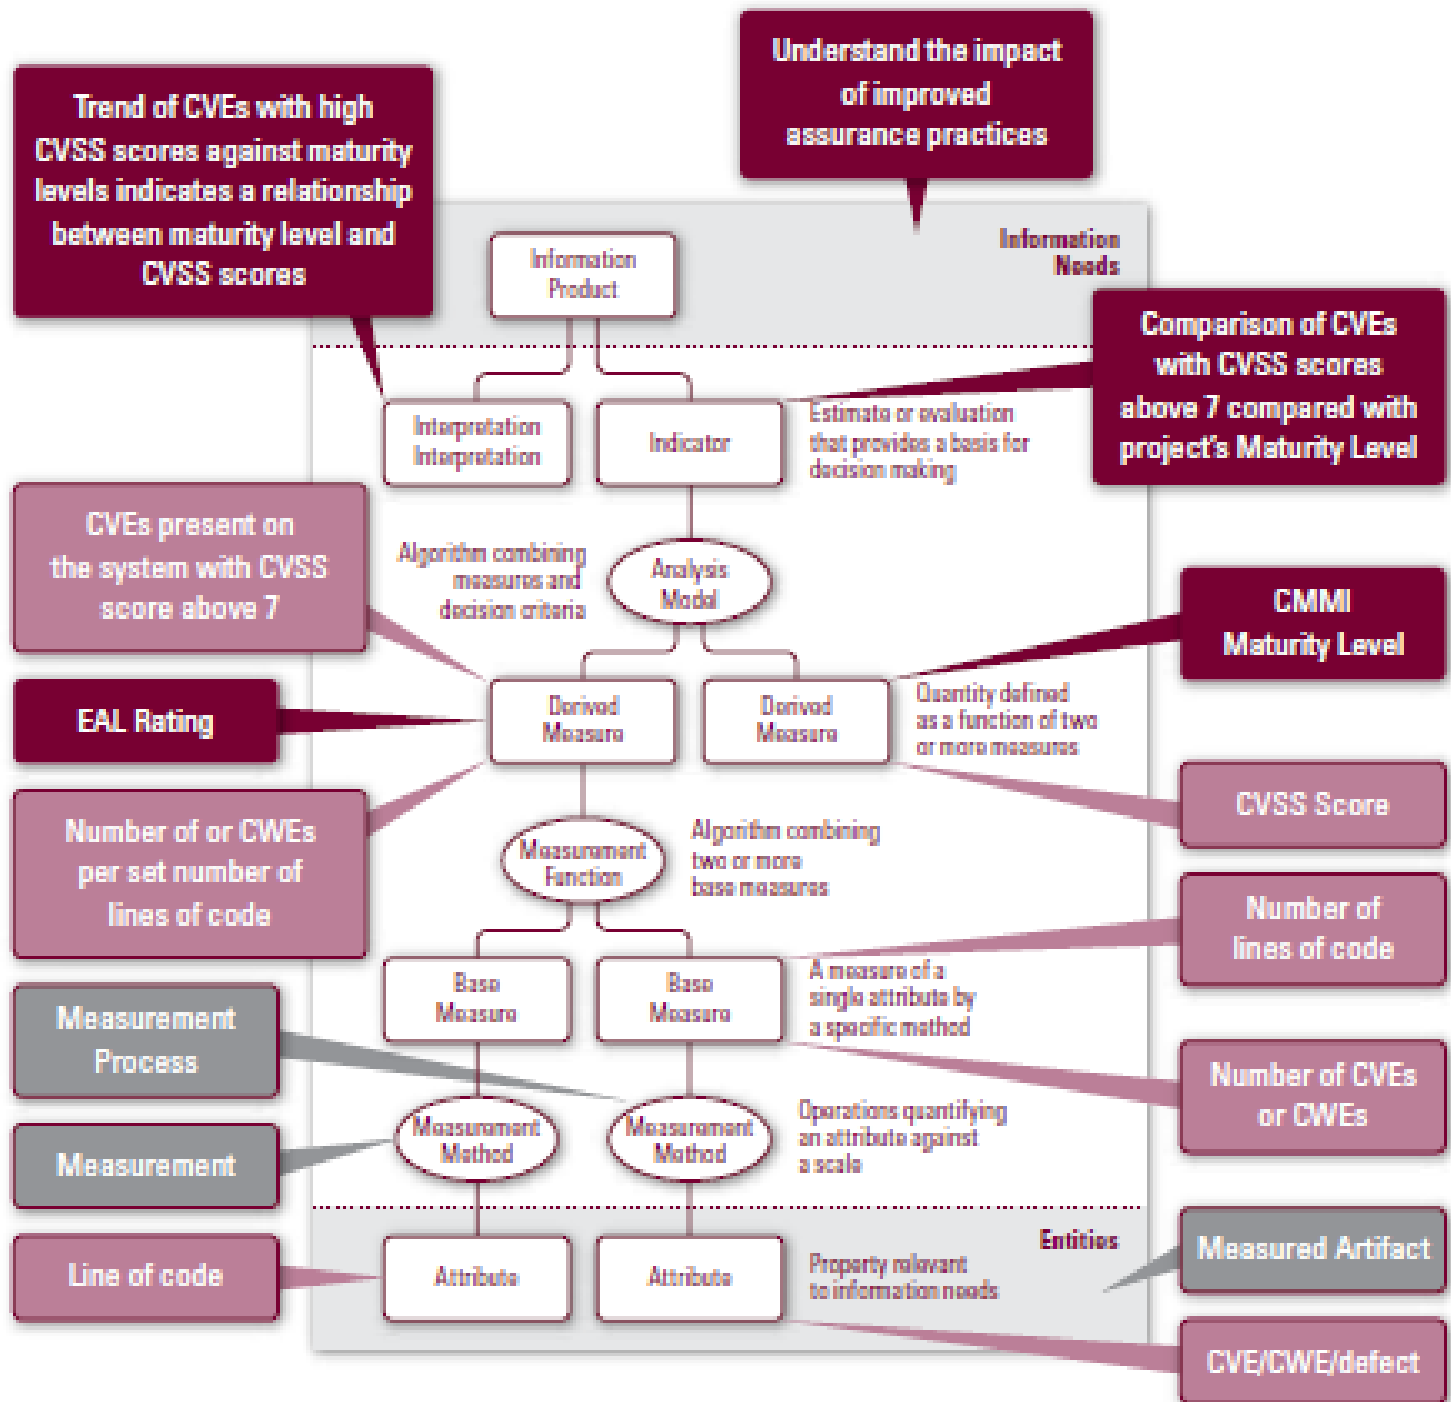 Understand the impact
of improved
assurance practices
Trend of CVEs with high
CVSS scores against maturity
levels indicates a relationship
between maturity level and
CVSS scores
Information
Needs
Information
Product
Comparison of CVEs
with CVSS scores
above 7 compared with
project's Maturity Level
Interpretation
Interpretation
Indicator
Estimate or evaluation
that provides a basis for
decision making
CVEs present on
the system with CVSS
score above 7
Algorithm combining
measures and
decision criteria
Analysis
Model
CMMI
Maturity Level
EAL Rating
Derived
Measure
Derived
Measure
Quantity defined
as a function of two
or more measures
CVSS Score
Number of or CWEs
per set number of
lines of code
Measurement
Function
Algorithm combining
two or more
base measures
Number of
lines of code
Base
Measure
Base
Measure
A measure of a
single attribute by
a specific method
Measurement
Process
Number of CVEs
or CWEs
Measurement
Measurement
Method
Measurement
Method
Operations quantifying
an attribute against
a scale
Entities
Measured Artifact
Line of code
Attribute
Attribute
Property relevant
to information needs
CVE/CWE/defect